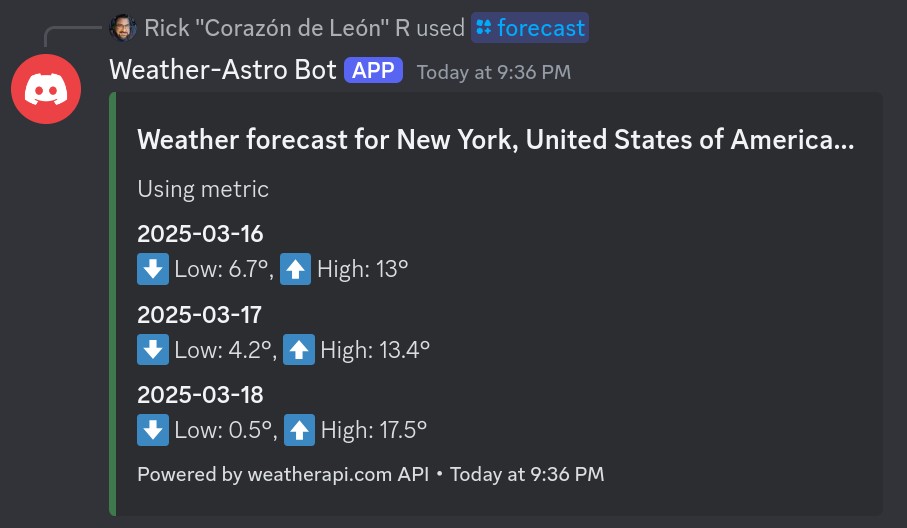 Rick "Corazón de León" R used forecast
Weather-Astro Bot APP Today at 9:36 PM
Weather forecast for New York, United States of America...
Using metric
2025-03-16
Low: 6.7°, High: 13°
2025-03-17
Low: 4.2°, High: 13.4°
2025-03-18
Low: 0.5°, High: 17.5°
Powered by weatherapi.com API • Today at 9:36 PM